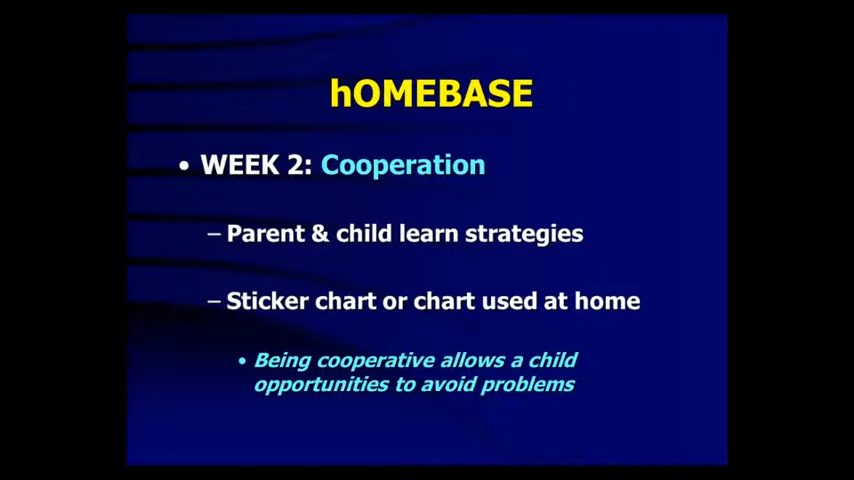 hOMEBASE
• WEEK 2: Cooperation
– Parent & child learn strategies
– Sticker chart or chart used at home
• Being cooperative allows a child
opportunities to avoid problems